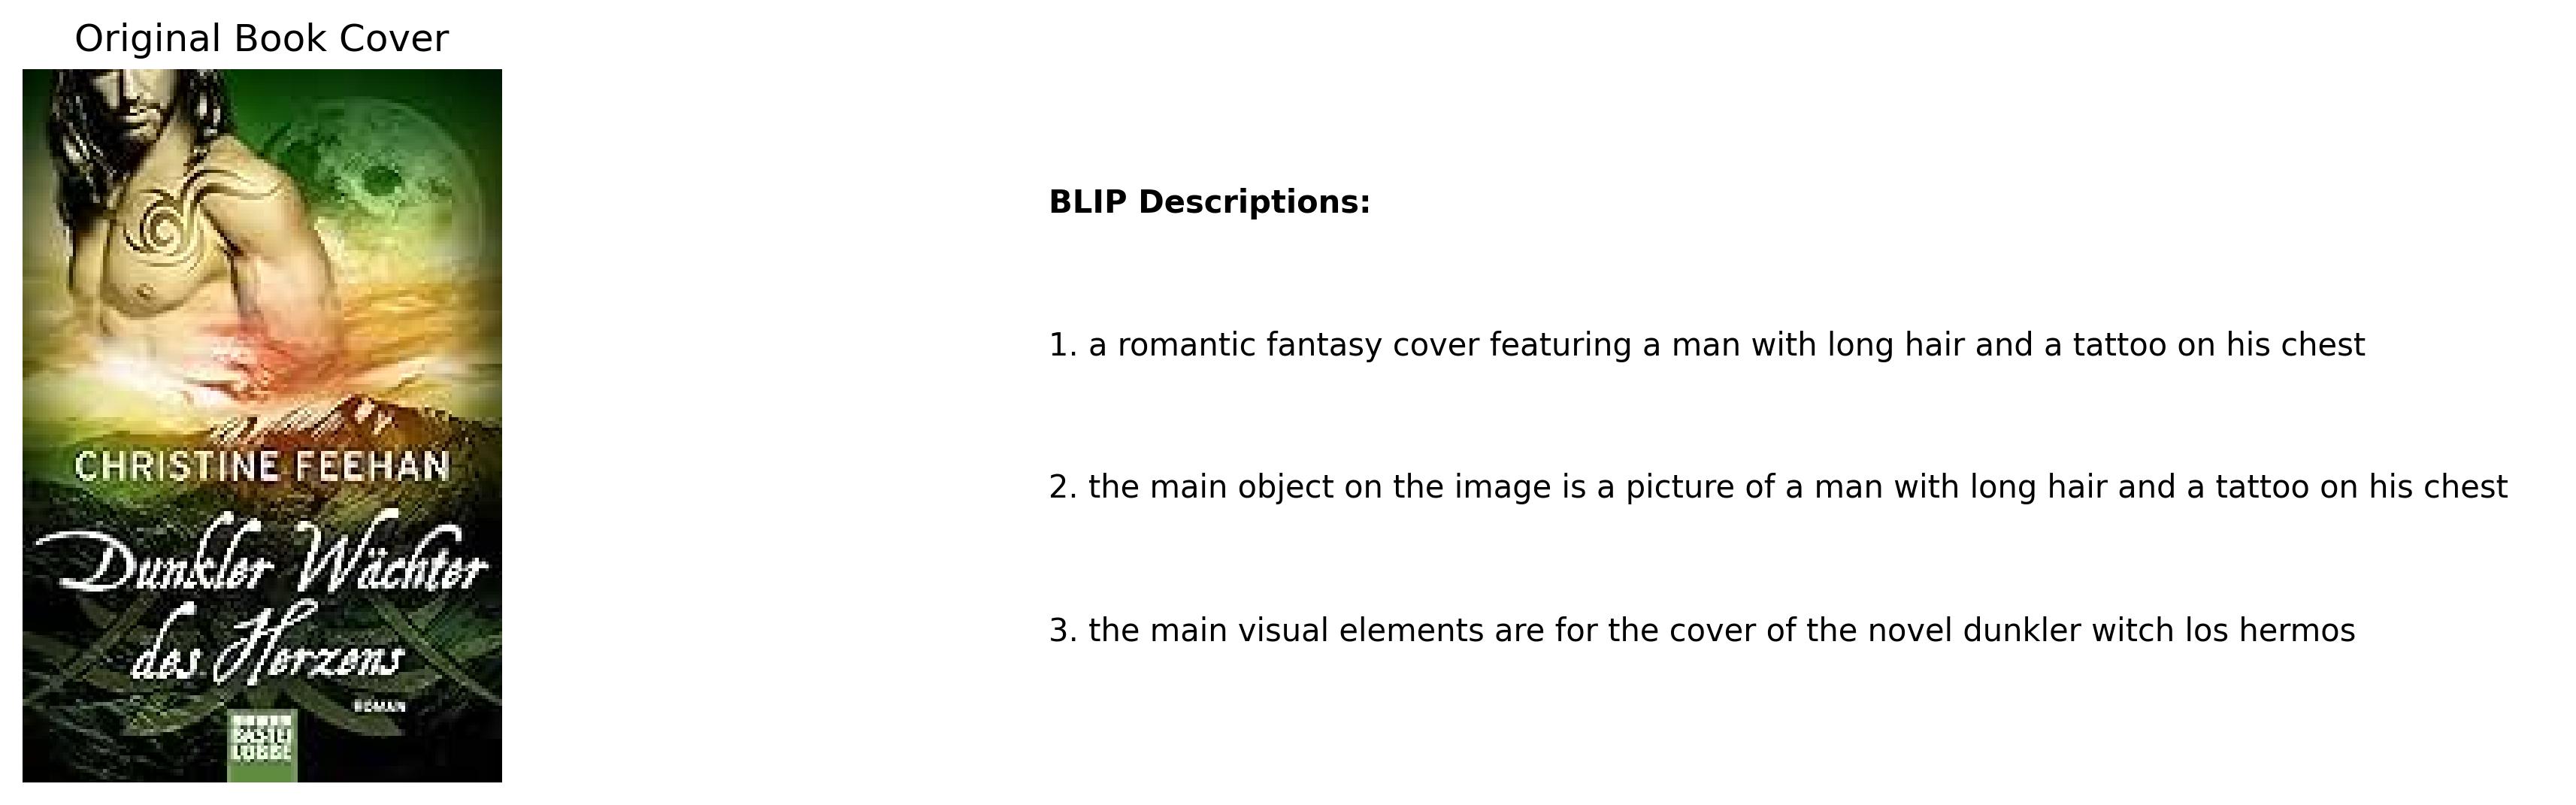 Original Book Cover
CHRISTINE FEEHAN
Dunkler Wächter
des Herzens
ROMAN
BASTEI
LÜBBE
BLIP Descriptions:
1. a romantic fantasy cover featuring a man with long hair and a tattoo on his chest
2. the main object on the image is a picture of a man with long hair and a tattoo on his chest
3. the main visual elements are for the cover of the novel dunkler witch los hermos